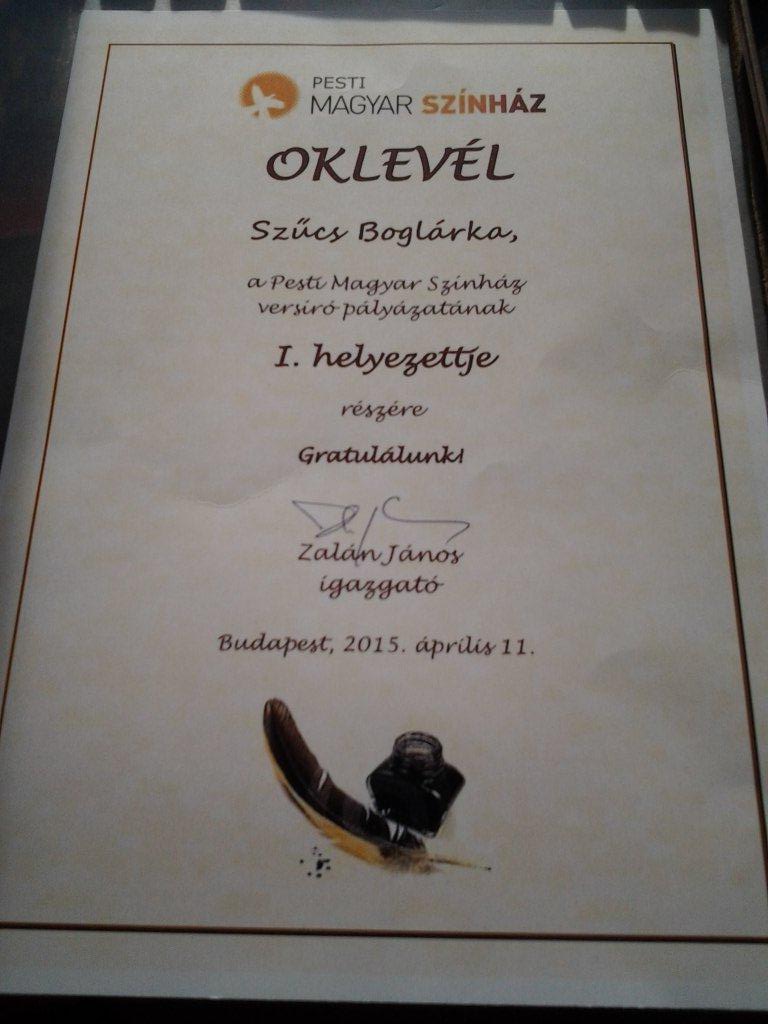 PESTI
MAGYAR SZÍNHÁZ
OKLEVÉL
Szűcs Boglárka,
a Pesti Magyar Színház
versíró pályázatának
I. helyezettje
részére
Gratulálunk!
Zalán János
igazgató
Budapest, 2015. április 11.